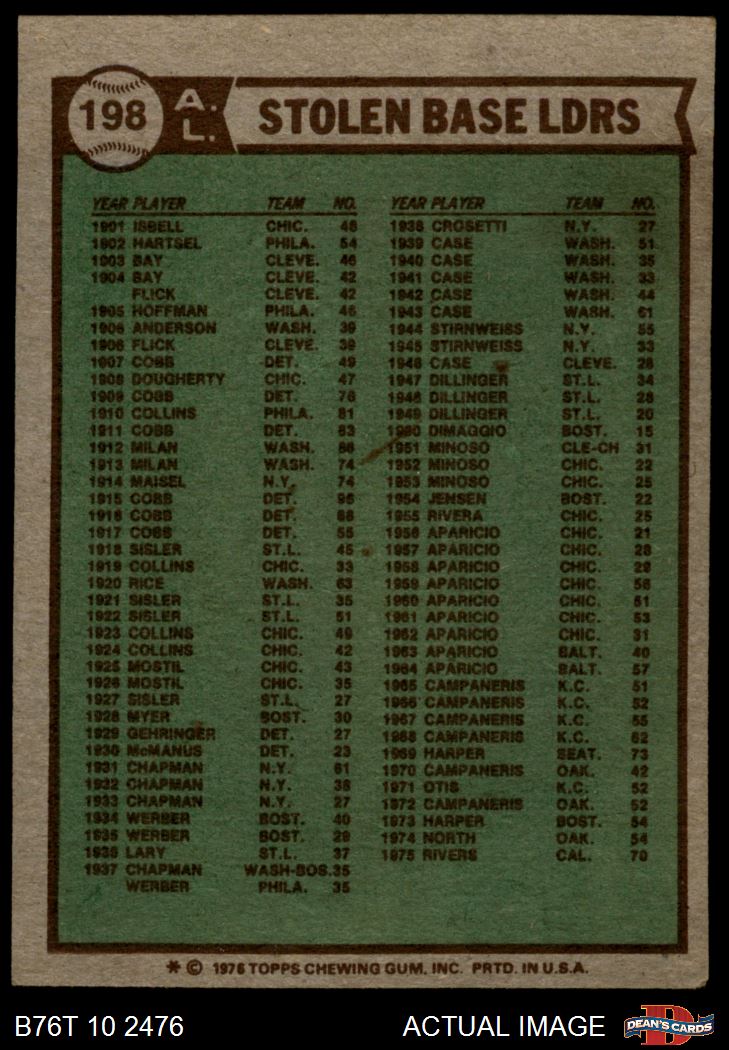 198 A. L. STOLEN BASE LDRS
YEAR PLAYER TEAM NO.
1901 ISBELL CHIC. 48
1902 HARTSEL PHILA. 54
1903 BAY CLEVE. 46
1904 BAY CLEVE. 42
FLICK CLEVE. 42
1905 HOFFMAN PHILA. 46
1906 ANDERSON WASH. 39
1906 FLICK CLEVE. 39
1907 COBB DET. 49
1908 DOUGHERTY CHIC. 47
1909 COBB DET. 76
1910 COLLINS PHILA. 81
1911 COBB DET. 83
1912 MILAN WASH. 88
1913 MILAN WASH. 74
1914 MAISEL N.Y. 74
1915 COBB DET. 96
1916 COBB DET. 68
1917 COBB DET. 55
1918 SISLER ST.L. 45
1919 COLLINS CHIC. 33
1920 RICE WASH. 63
1921 SISLER ST.L. 35
1922 SISLER ST.L. 51
1923 COLLINS CHIC. 49
1924 COLLINS CHIC. 42
1925 MOSTIL CHIC. 43
1926 MOSTIL CHIC. 35
1927 SISLER ST.L. 27
1928 MYER BOST. 30
1929 GEHRINGER DET. 27
1930 McMANUS DET. 23
1931 CHAPMAN N.Y. 61
1932 CHAPMAN N.Y. 38
1933 CHAPMAN N.Y. 27
1934 WERBER BOST. 40
1935 WERBER BOST. 29
1936 LARY ST.L. 37
1937 CHAPMAN WASH-BOS.35
WERBER PHILA. 35
YEAR PLAYER TEAM NO.
1938 CROSETTI N.Y. 27
1939 CASE WASH. 51
1940 CASE WASH. 35
1941 CASE WASH. 33
1942 CASE WASH. 44
1943 CASE WASH. 61
1944 STIRNWEISS N.Y. 55
1945 STIRNWEISS N.Y. 33
1946 CASE CLEVE. 28
1947 DILLINGER ST.L. 34
1948 DILLINGER ST.L. 28
1949 DILLINGER ST.L. 20
1950 DIMAGGIO BOST. 15
1951 MINOSO CLE-CH 31
1952 MINOSO CHIC. 22
1953 MINOSO CHIC. 25
1954 JENSEN BOST. 22
1955 RIVERA CHIC. 25
1956 APARICIO CHIC. 21
1957 APARICIO CHIC. 28
1958 APARICIO CHIC. 29
1959 APARICIO CHIC. 56
1960 APARICIO CHIC. 51
1961 APARICIO CHIC. 53
1962 APARICIO CHIC. 31
1963 APARICIO BALT. 40
1964 APARICIO BALT. 57
1965 CAMPANERIS K.C. 51
1966 CAMPANERIS K.C. 52
1967 CAMPANERIS K.C. 55
1968 CAMPANERIS K.C. 62
1969 HARPER SEAT. 73
1970 CAMPANERIS OAK. 42
1971 OTIS K.C. 52
1972 CAMPANERIS OAK. 52
1973 HARPER BOST. 54
1974 NORTH OAK. 54
1975 RIVERS CAL. 70
* © 1976 TOPPS CHEWING GUM, INC. PRTD. IN U.S.A.
B76T 10 2476 ACTUAL IMAGE DEAN'S CARDS